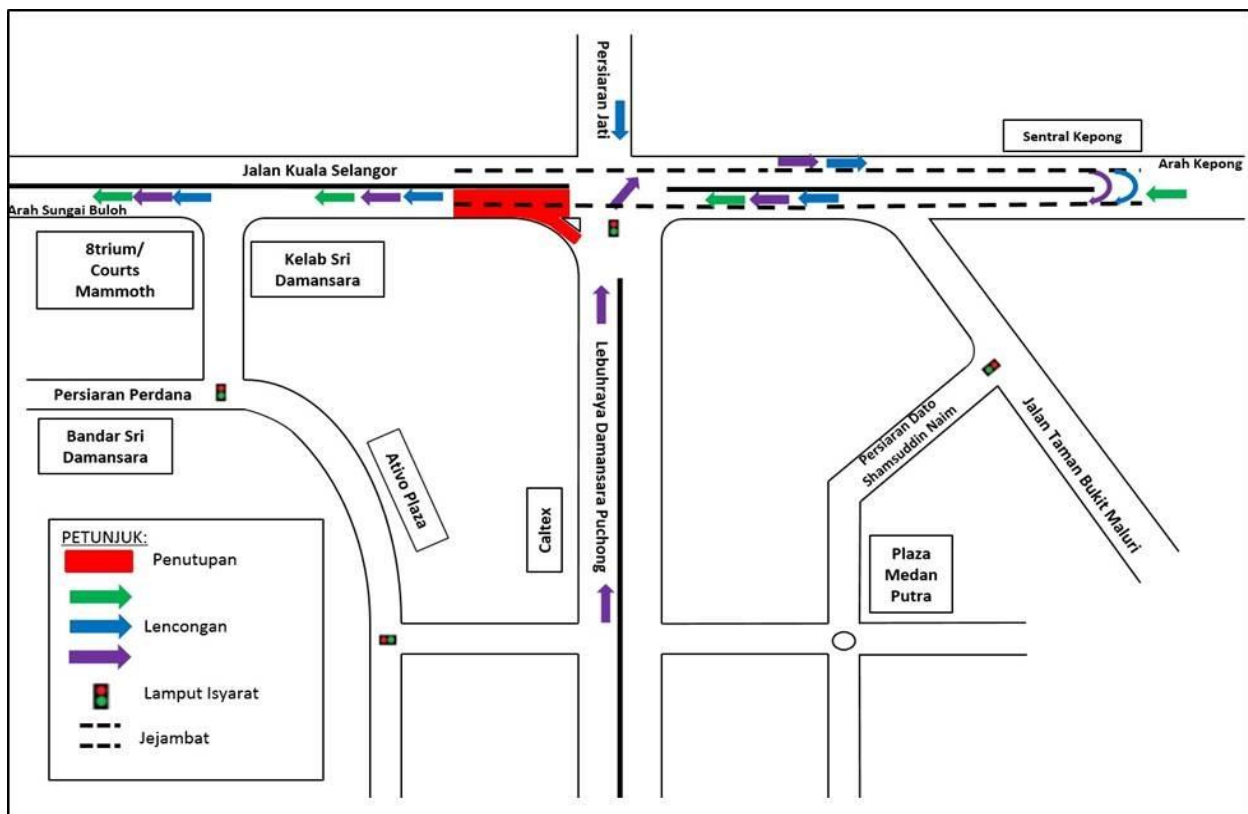 Persiaran Jati
Sentral Kepong
Jalan Kuala Selangor
Arah Kepong
Arah Sungai Buloh
8trium/
Courts
Mammoth
Kelab Sri
Damansara
Persiaran Perdana
Bandar Sri
Damansara
Ativo Plaza
Caltex
Lebuhraya Damansara Puchong
Persiaran Dato
Shamsuddin Naim
Jalan Taman Bukit Maluri
Plaza
Medan
Putra
PETUNJUK:
Penutupan
Lencongan
Lamput Isyarat
Jejambat